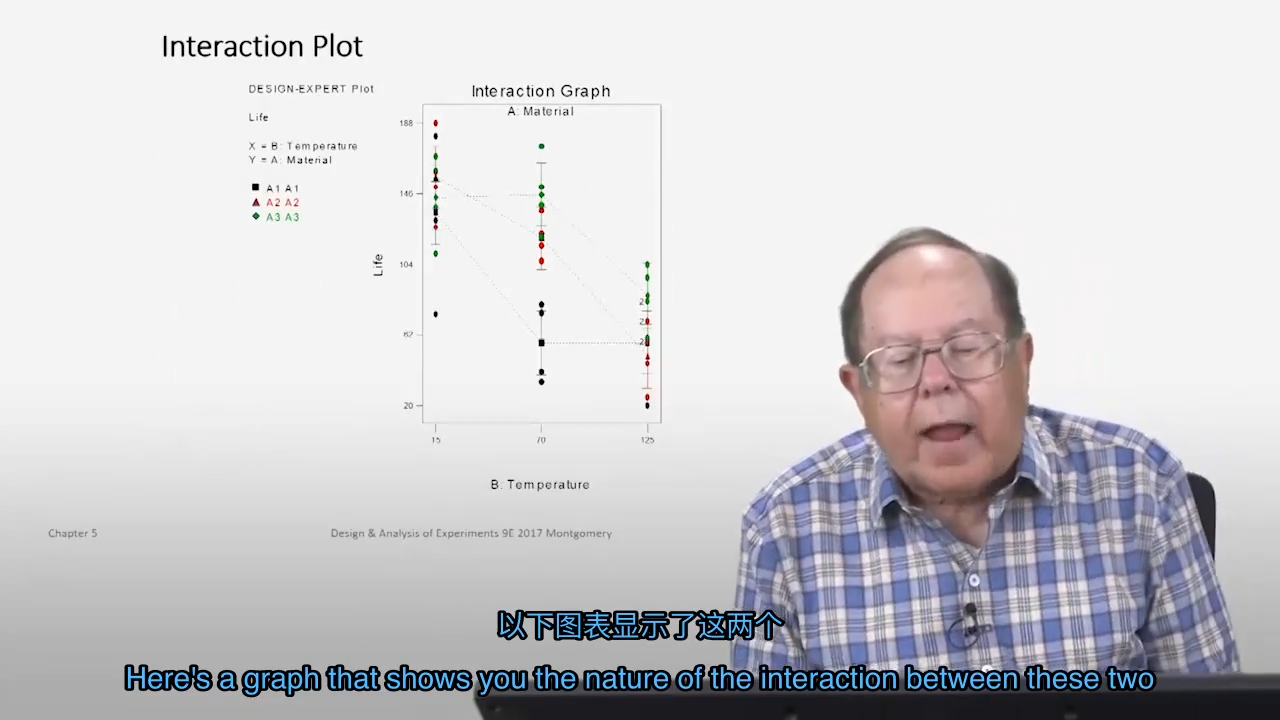 Interaction Plot
DESIGN-EXPERT Plot
Life
X = B: Temperature
Y = A: Material
A1 A1
A2 A2
A3 A3
Interaction Graph
A: Material
188
146
104
62
20
Life
2
2
2
15 70 125
B: Temperature
Chapter 5
Design & Analysis of Experiments 9E 2017 Montgomery
以下图表显示了这两个
Here's a graph that shows you the nature of the interaction between these two